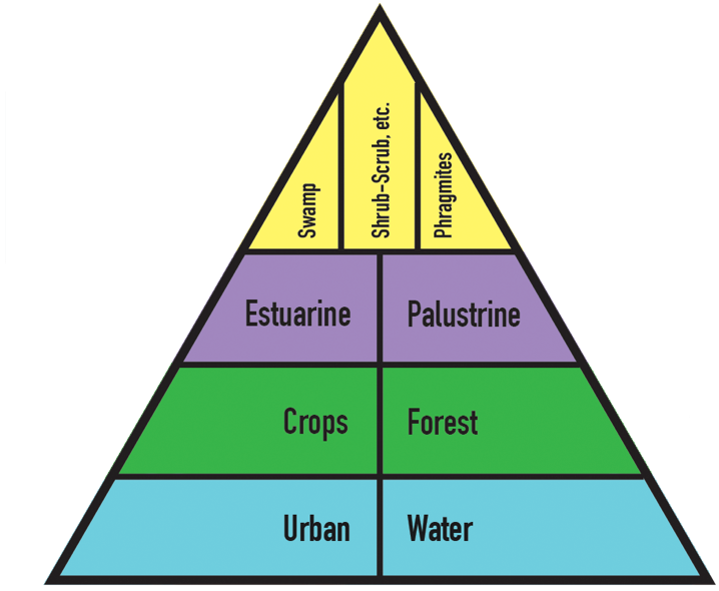 Swamp
Shrub-Scrub, etc.
Phragmites
Estuarine
Palustrine
Crops
Forest
Urban
Water